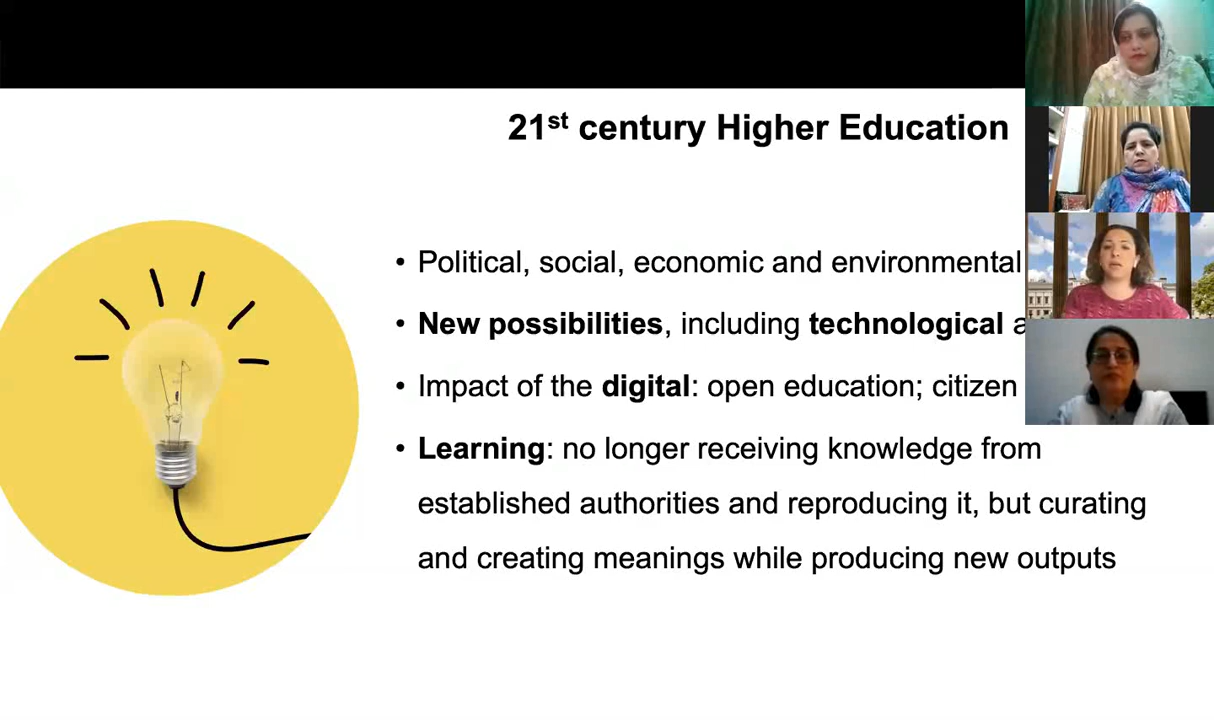 21st century Higher Education
• Political, social, economic and environmental
• New possibilities, including technological
• Impact of the digital: open education; citizen
• Learning: no longer receiving knowledge from
established authorities and reproducing it, but curating
and creating meanings while producing new outputs